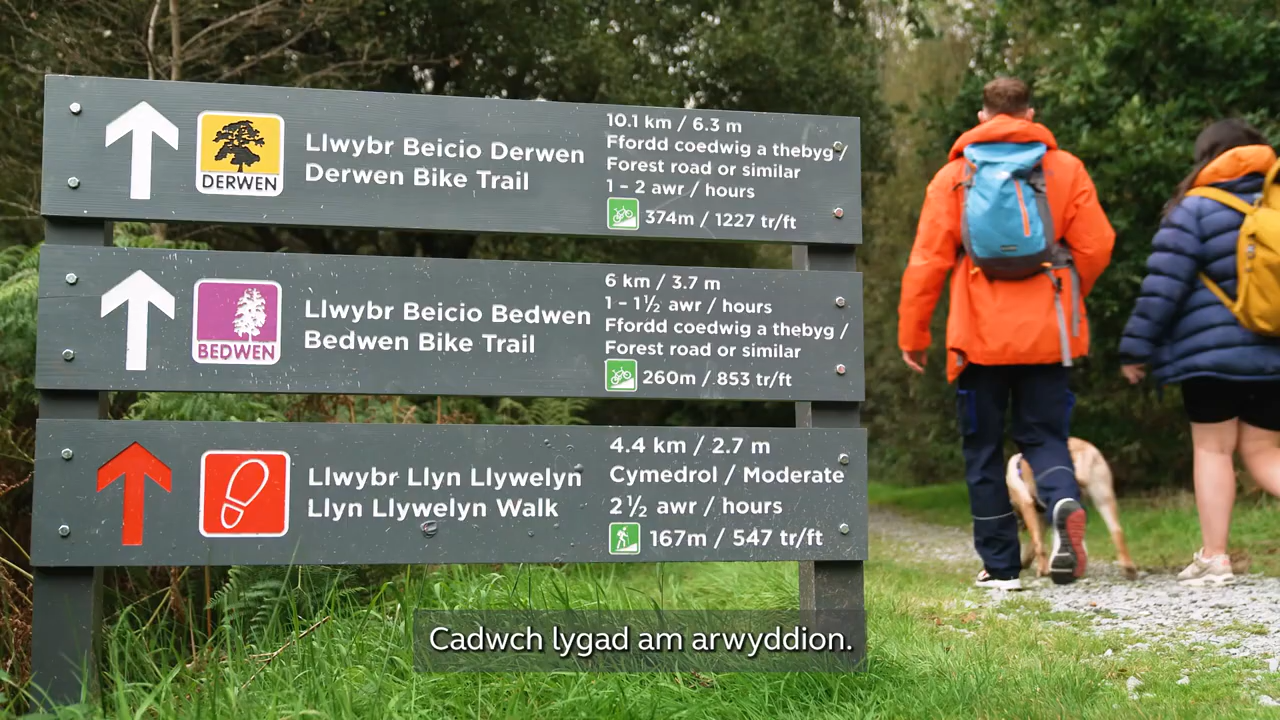 DERWEN
Llwybr Beicio Derwen
Derwen Bike Trail
10.1 km / 6.3 m
Ffordd coedwig a thebyg /
Forest road or similar
1 - 2 awr / hours
374m / 1227 tr/ft
BEDWEN
Llwybr Beicio Bedwen
Bedwen Bike Trail
6 km / 3.7 m
1 - 1½ awr / hours
Ffordd coedwig a thebyg /
Forest road or similar
260m / 853 tr/ft
Llwybr Llyn Llywelyn
Llyn Llywelyn Walk
4.4 km / 2.7 m
Cymedrol / Moderate
2½ awr / hours
167m / 547 tr/ft
Cadwch lygad am arwyddion.